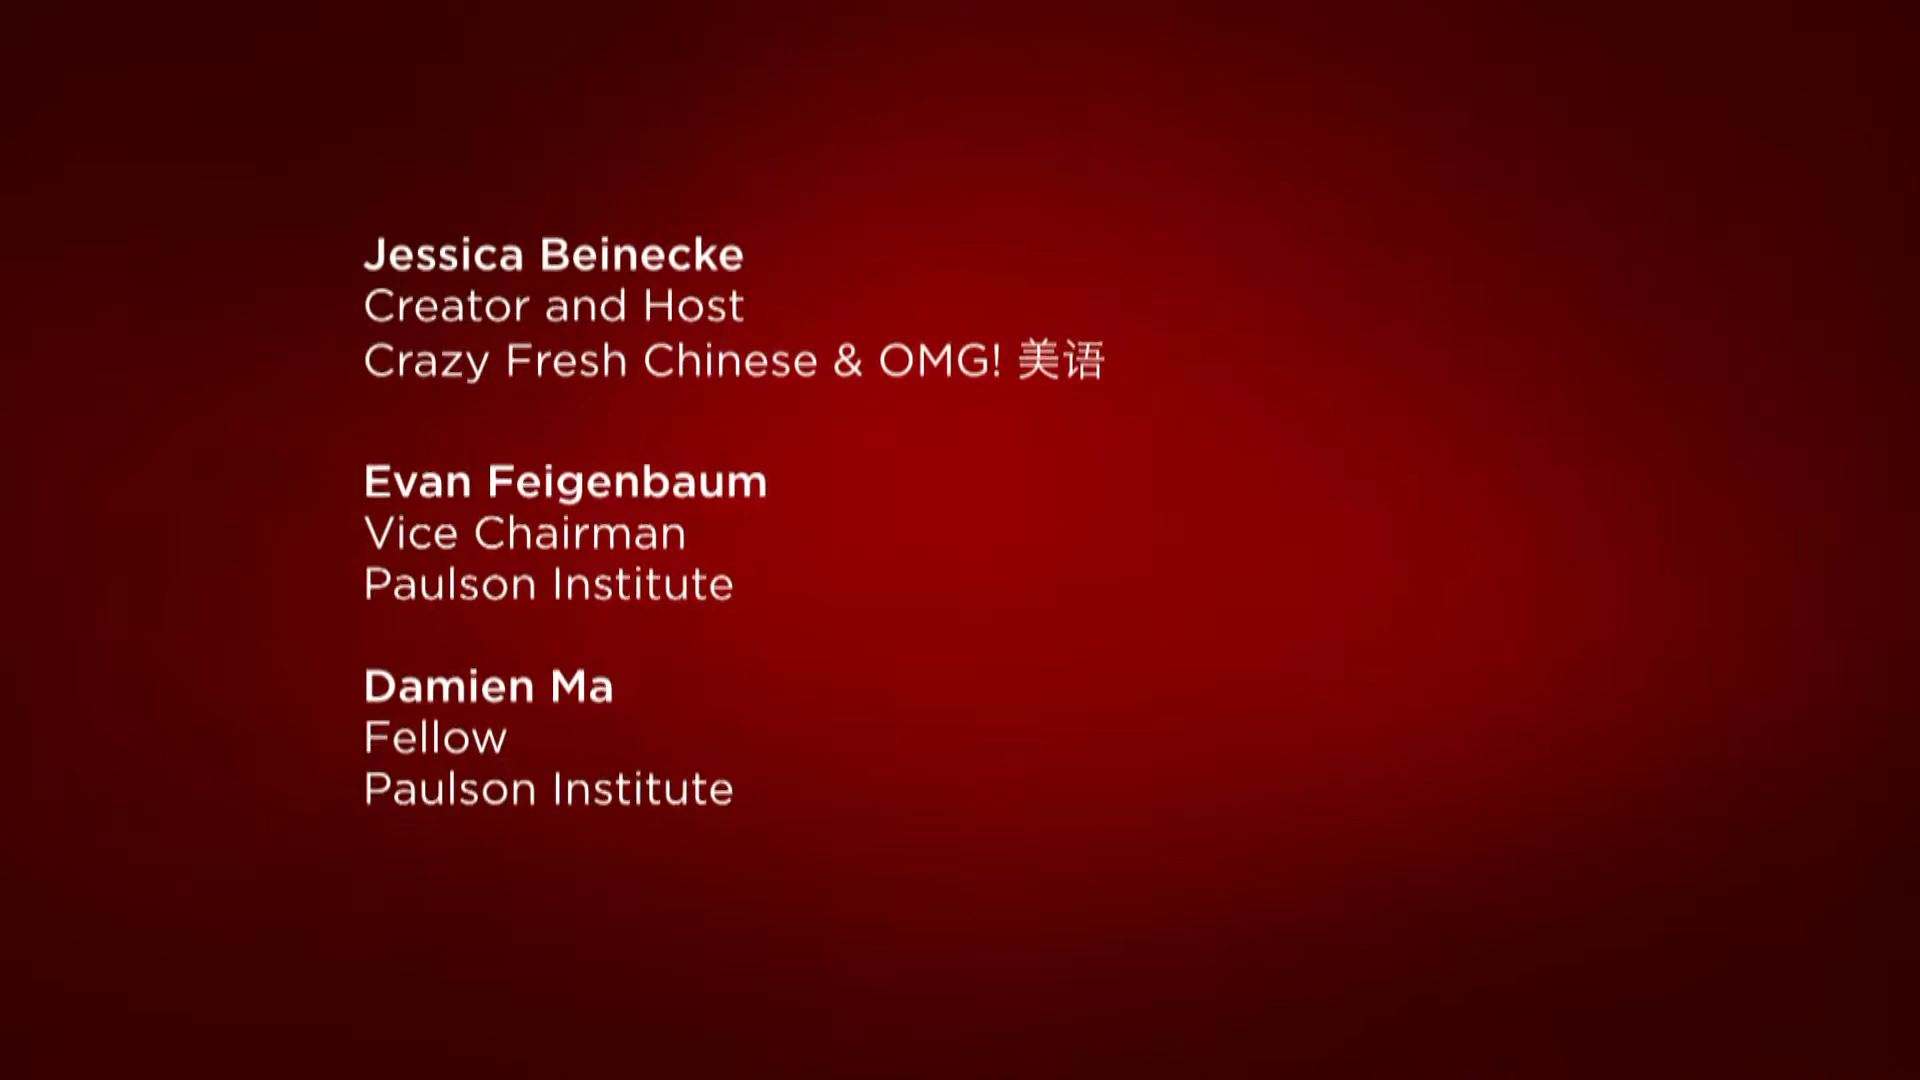 Jessica Beinecke
Creator and Host
Crazy Fresh Chinese & OMG! 美语
Evan Feigenbaum
Vice Chairman
Paulson Institute
Damien Ma
Fellow
Paulson Institute